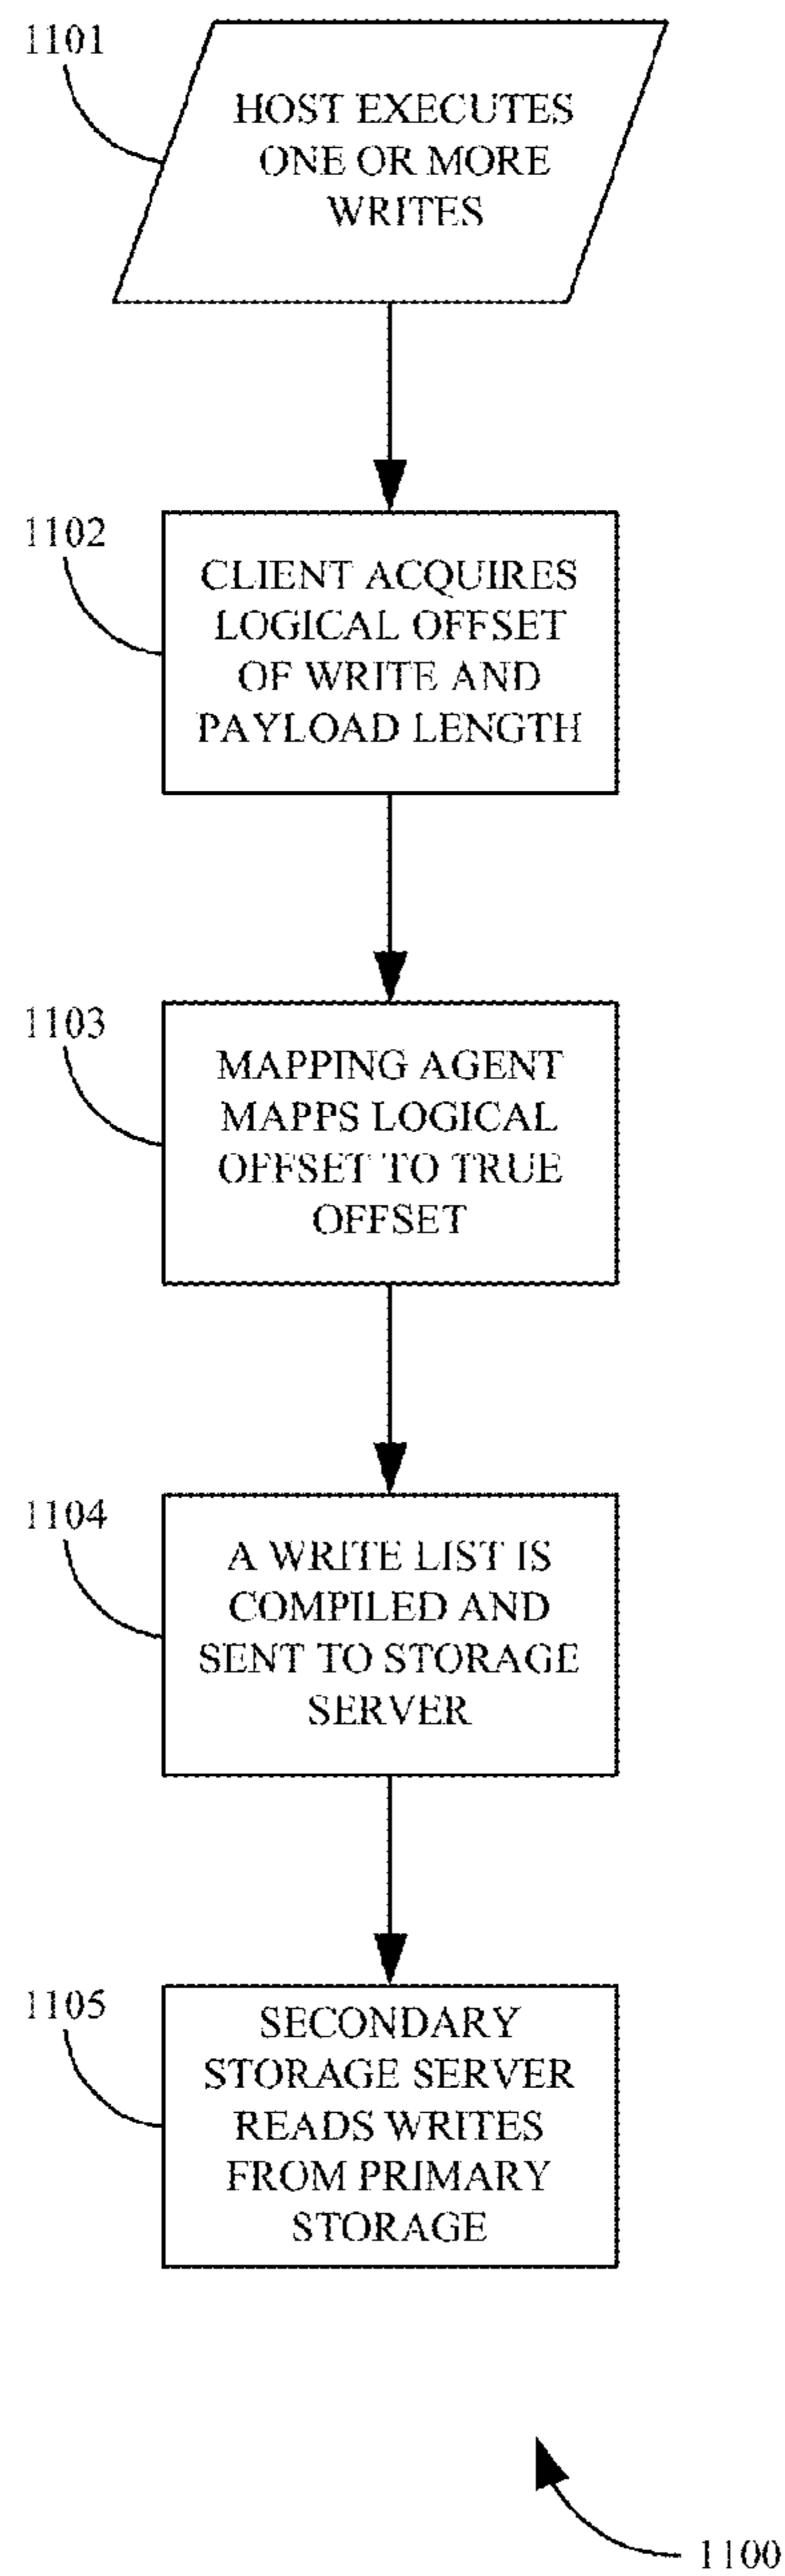 1101
HOST EXECUTES
ONE OR MORE
WRITES
1102
CLIENT ACQUIRES
LOGICAL OFFSET
OF WRITE AND
PAYLOAD LENGTH
1103
MAPPING AGENT
MAPPS LOGICAL
OFFSET TO TRUE
OFFSET
1104
A WRITE LIST IS
COMPILED AND
SENT TO STORAGE
SERVER
1105
SECONDARY
STORAGE SERVER
READS WRITES
FROM PRIMARY
STORAGE
1100